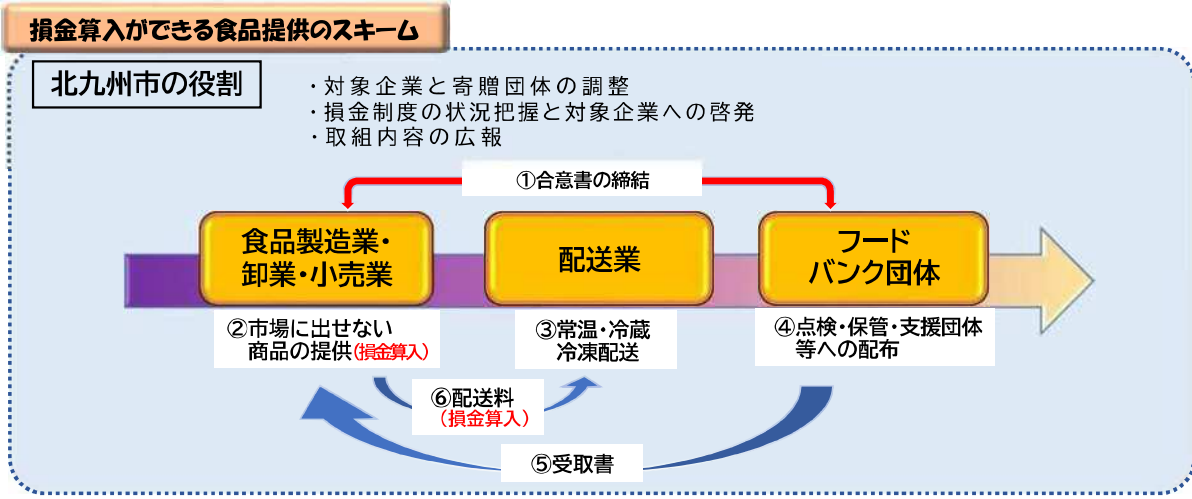 損金算入ができる食品提供のスキーム
北九州市の役割
・対象企業と寄贈団体の調整
・損金制度の状況把握と対象企業への啓発
・取組内容の広報
①合意書の締結
食品製造業・
卸業・小売業
配送業
フード
バンク団体
②市場に出せない
商品の提供(損金算入)
③常温・冷蔵
冷凍配送
④点検・保管・支援団体
等への配布
⑥配送料
(損金算入)
⑤受取書